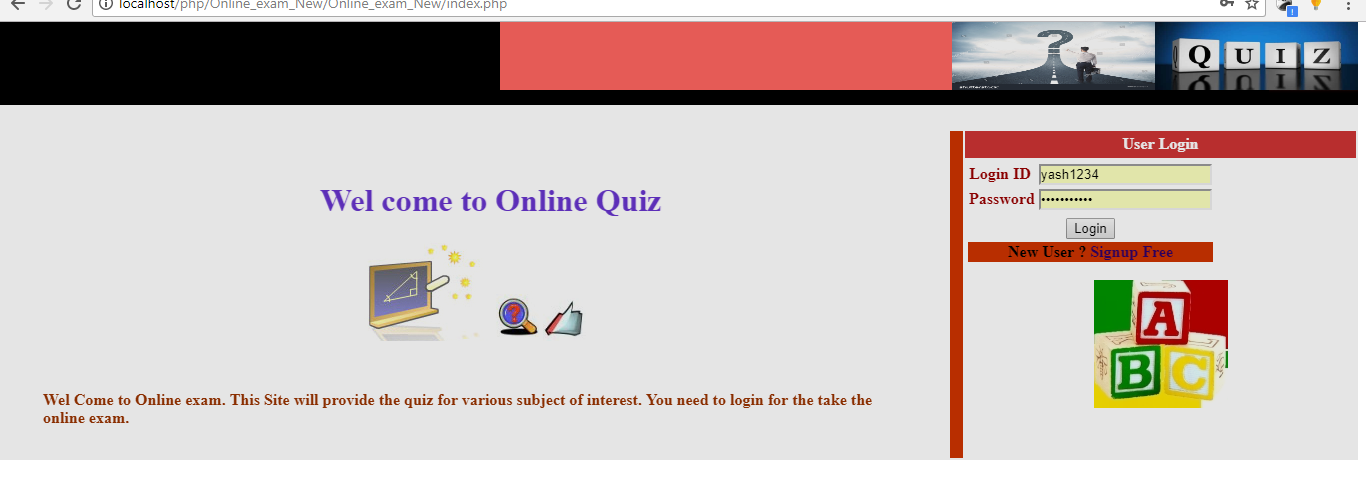 localhost/php/Online_exam_New/Online_exam_New/index.php
?
Q U I Z
User Login
Login ID yash1234
Password •••••••••••
Login
New User ? Signup Free
Wel come to Online Quiz
?
A
B C
Wel Come to Online exam. This Site will provide the quiz for various subject of interest. You need to login for the take the
online exam.